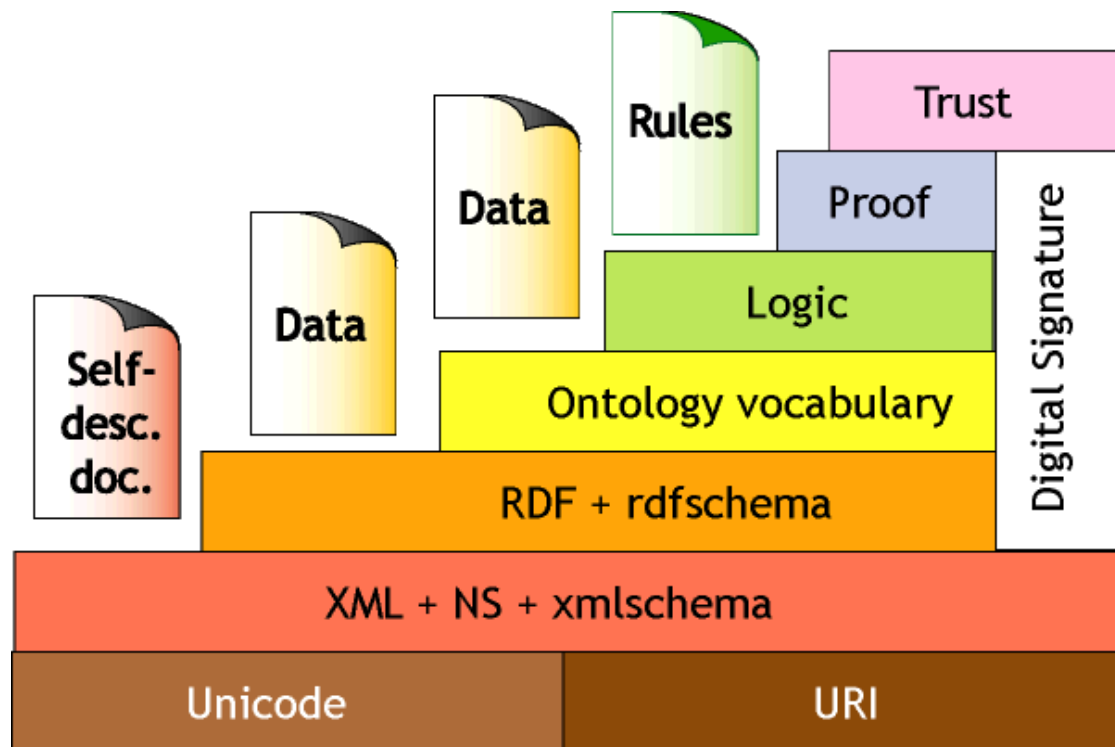 Trust
Rules
Proof
Data
Logic
Data
Ontology vocabulary
Self-
desc.
doc.
RDF + rdfschema
Digital Signature
XML + NS + xmlschema
Unicode
URI